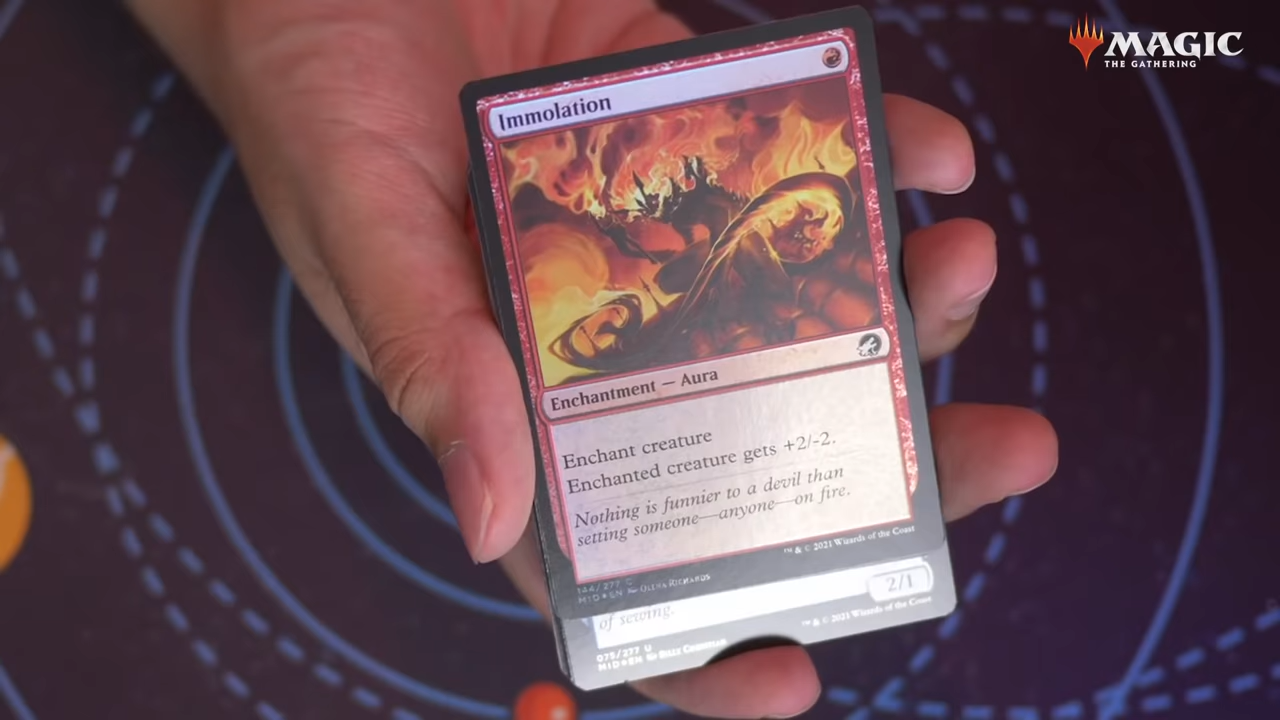 MAGIC
THE GATHERING
Immolation
Enchantment — Aura
Enchant creature
Enchanted creature gets +2/-2.
Nothing is funnier to a devil than
setting someone—anyone—on fire.
™ & © 2021 Wizards of the Coast
144/277 C
MID EN Olena Richards
2/1
of sewing.
™ & © 2021 Wizards of the Coast
075/277 U
MID EN